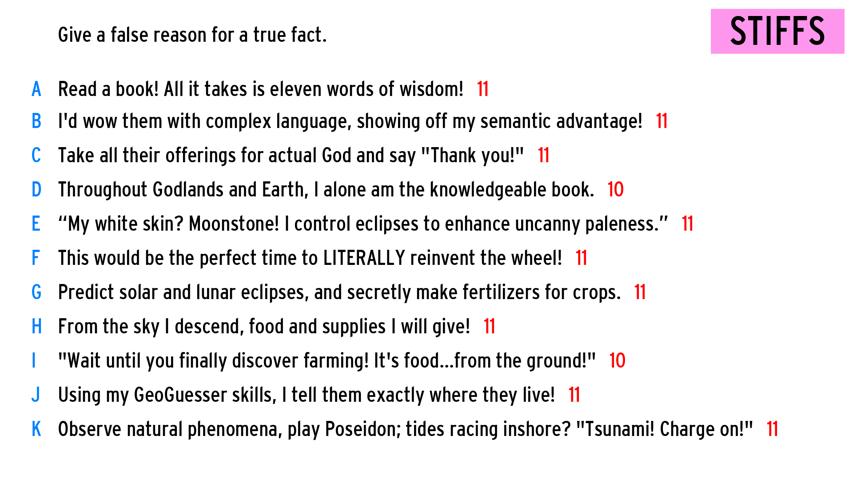 Give a false reason for a true fact.
STIFFS
A Read a book! All it takes is eleven words of wisdom! 11
B I'd wow them with complex language, showing off my semantic advantage! 11
C Take all their offerings for actual God and say "Thank you!" 11
D Throughout Godlands and Earth, I alone am the knowledgeable book. 10
E “My white skin? Moonstone! I control eclipses to enhance uncanny paleness.” 11
F This would be the perfect time to LITERALLY reinvent the wheel! 11
G Predict solar and lunar eclipses, and secretly make fertilizers for crops. 11
H From the sky I descend, food and supplies I will give! 11
I "Wait until you finally discover farming! It's food...from the ground!" 10
J Using my GeoGuesser skills, I tell them exactly where they live! 11
K Observe natural phenomena, play Poseidon; tides racing inshore? "Tsunami! Charge on!" 11